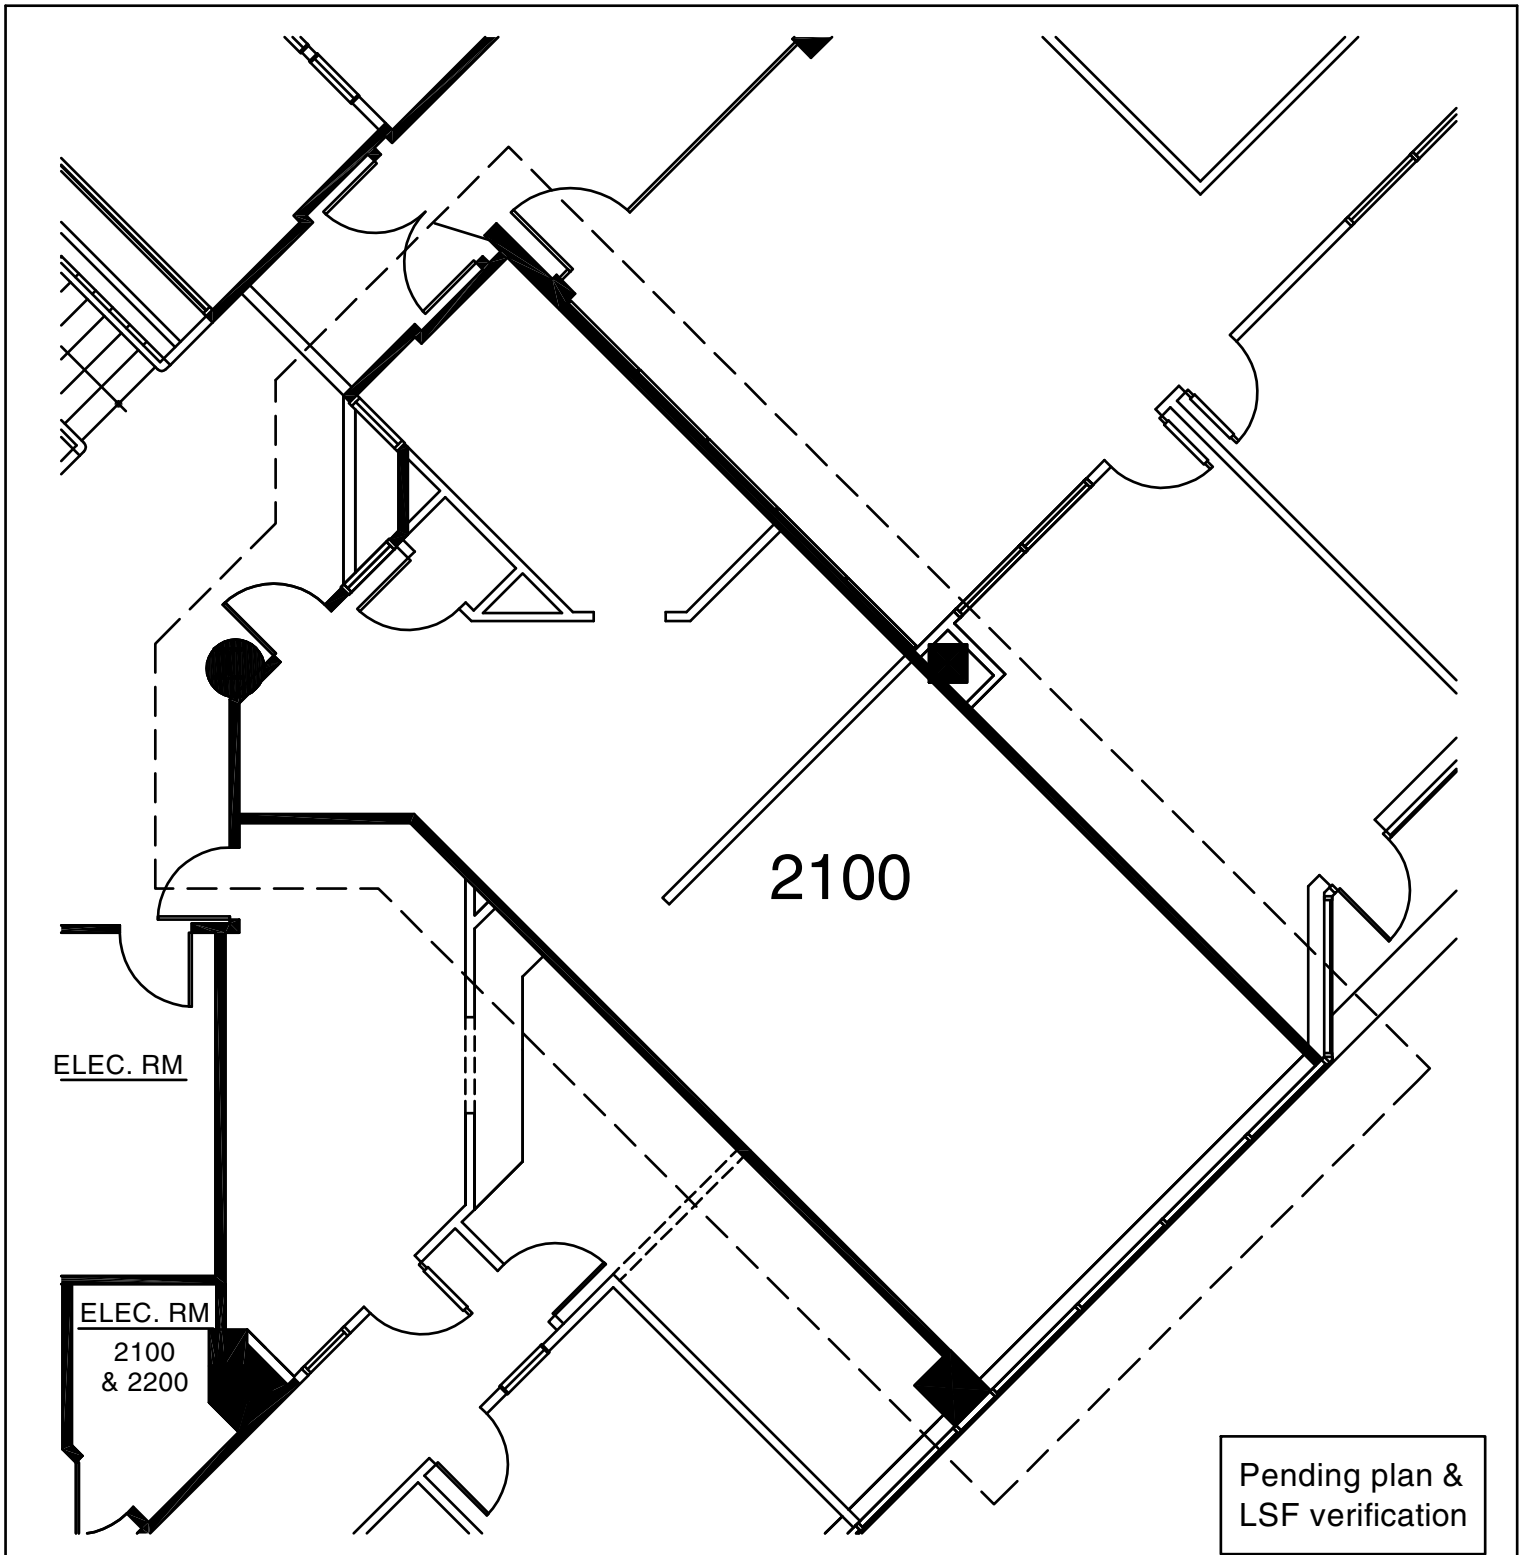 2100
ELEC. RM
ELEC. RM
2100
& 2200
Pending plan &
LSF verification